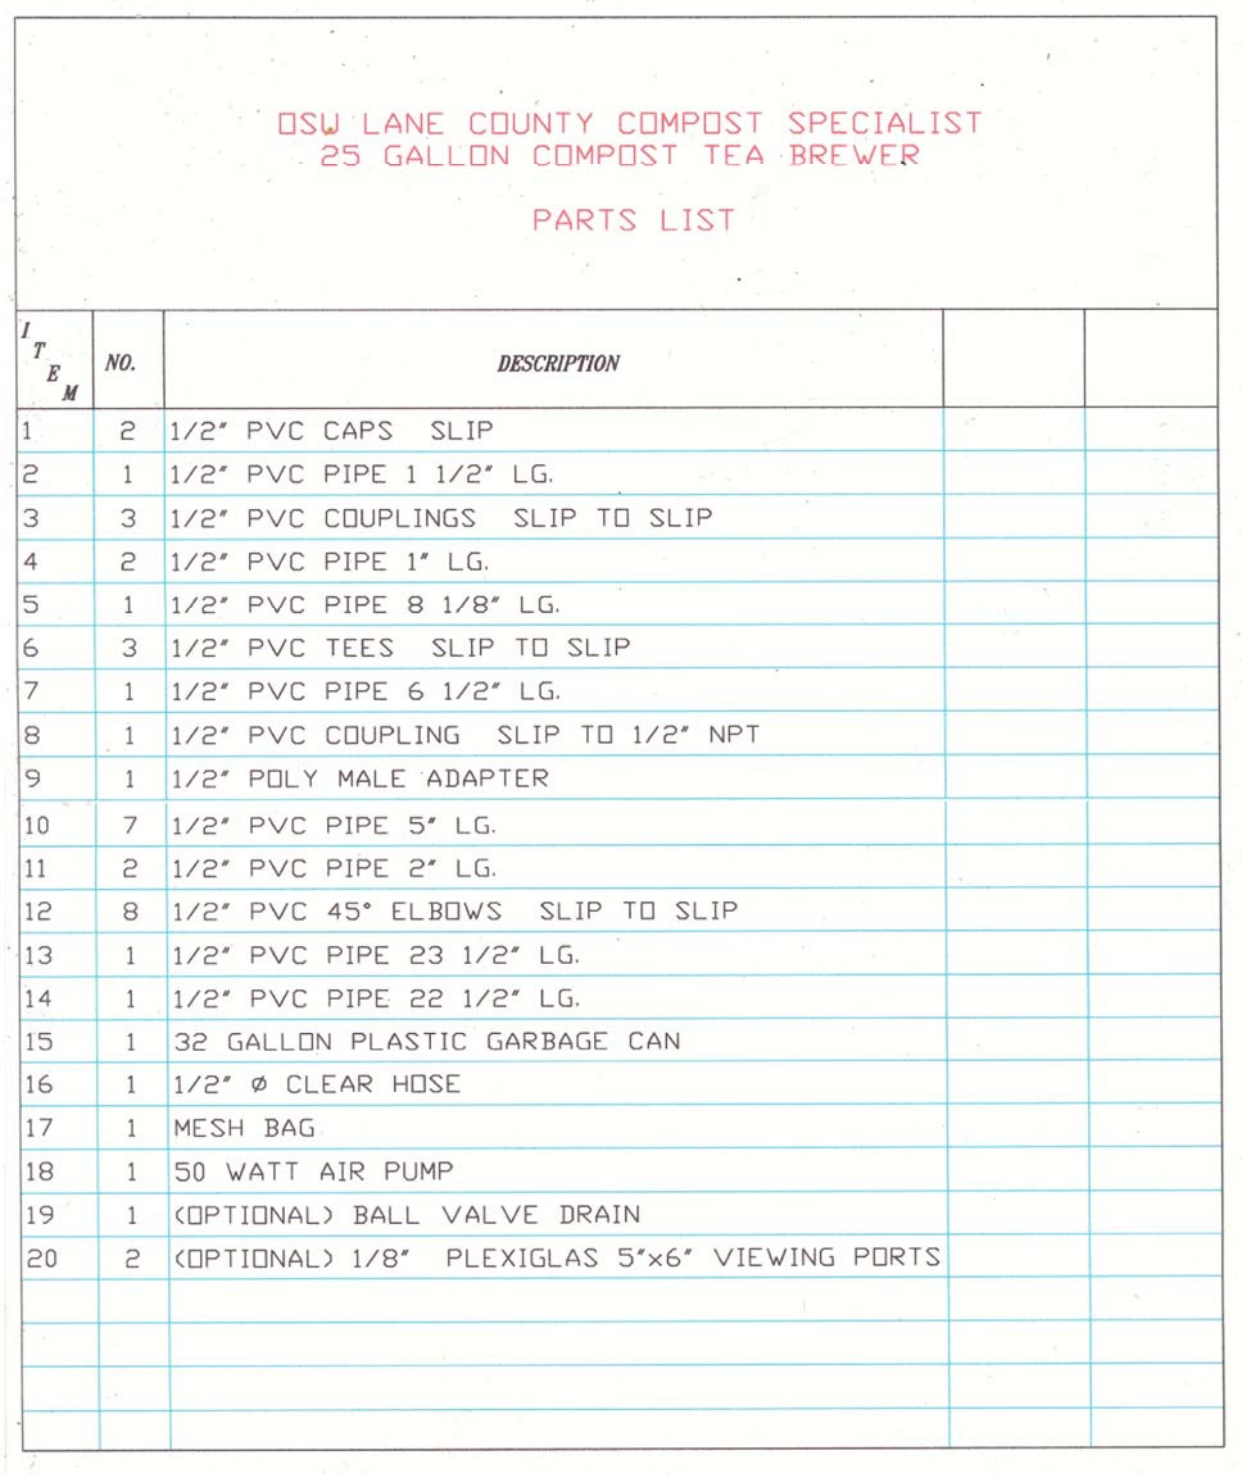 OSU LANE COUNTY COMPOST SPECIALIST
25 GALLON COMPOST TEA BREWER
PARTS LIST
ITEM NO. DESCRIPTION
1 2 1/2" PVC CAPS SLIP
2 1 1/2" PVC PIPE 1 1/2" LG.
3 3 1/2" PVC COUPLINGS SLIP TO SLIP
4 2 1/2" PVC PIPE 1" LG.
5 1 1/2" PVC PIPE 8 1/8" LG.
6 3 1/2" PVC TEES SLIP TO SLIP
7 1 1/2" PVC PIPE 6 1/2" LG.
8 1 1/2" PVC COUPLING SLIP TO 1/2" NPT
9 1 1/2" POLY MALE ADAPTER
10 7 1/2" PVC PIPE 5" LG.
11 2 1/2" PVC PIPE 2" LG.
12 8 1/2" PVC 45° ELBOWS SLIP TO SLIP
13 1 1/2" PVC PIPE 23 1/2" LG.
14 1 1/2" PVC PIPE 22 1/2" LG.
15 1 32 GALLON PLASTIC GARBAGE CAN
16 1 1/2" Ø CLEAR HOSE
17 1 MESH BAG
18 1 50 WATT AIR PUMP
19 1 (OPTIONAL) BALL VALVE DRAIN
20 2 (OPTIONAL) 1/8" PLEXIGLAS 5"x6" VIEWING PORTS